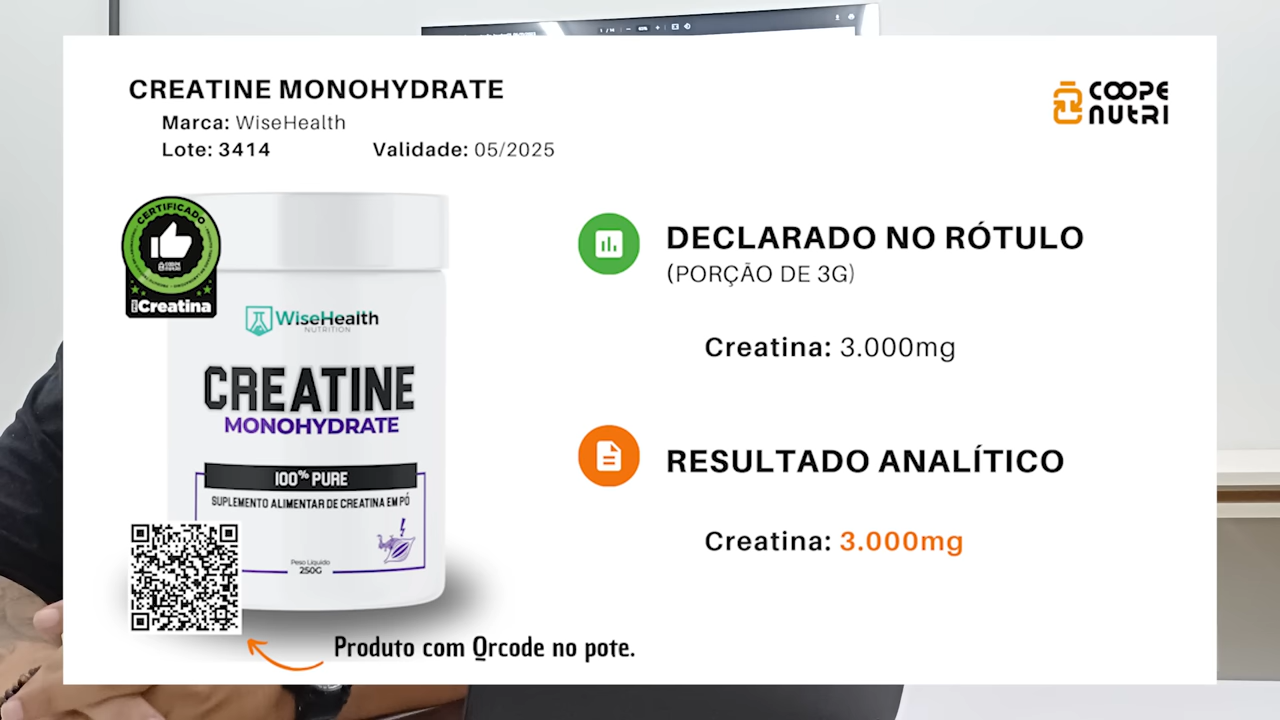 CREATINE MONOHYDRATE
Marca: WiseHealth
Lote: 3414
Validade: 05/2025
COOPE
NUTRI
CERTIFICADO
Creatina
WiseHealth
NUTRITION
CREATINE
MONOHYDRATE
100% PURE
SUPLEMENTO ALIMENTAR DE CREATINA EM PÓ
Peso Líquido
250G
DECLARADO NO RÓTULO
(PORÇÃO DE 3G)
Creatina: 3.000mg
RESULTADO ANALÍTICO
Creatina: 3.000mg
Produto com Qrcode no pote.